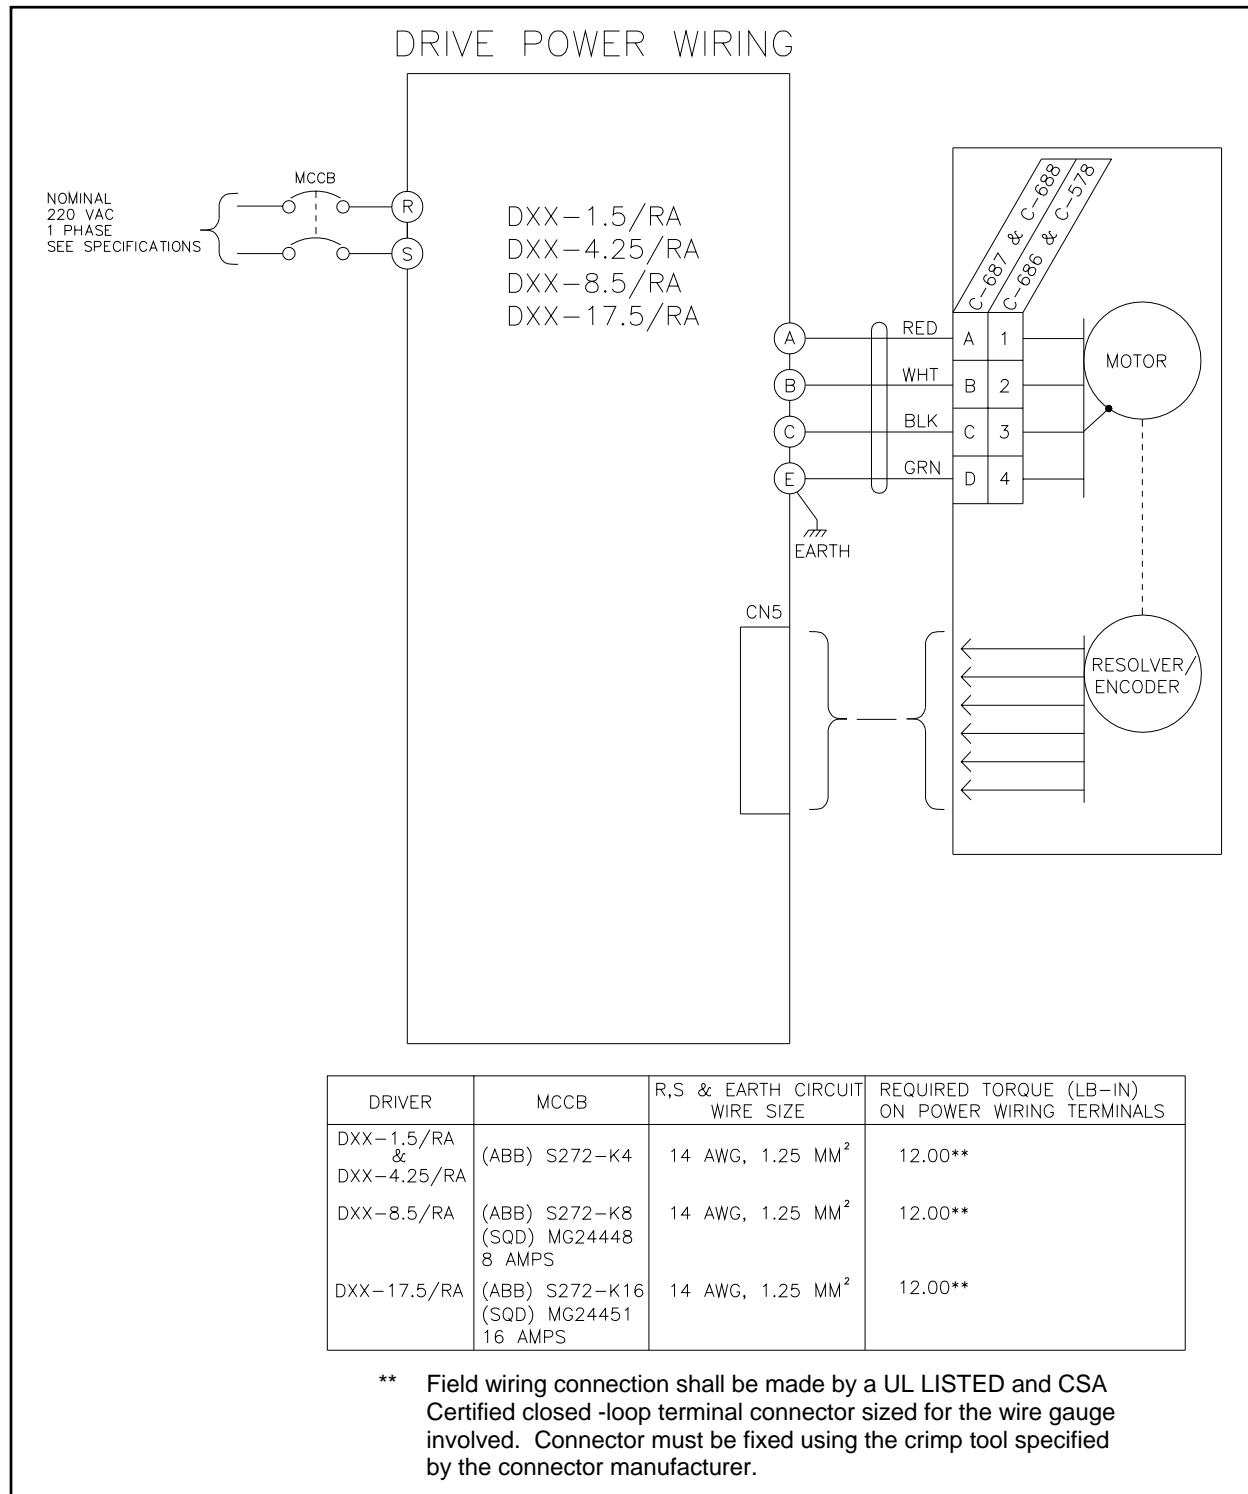 DRIVE POWER WIRING
MCCB
NOMINAL
220 VAC
1 PHASE
SEE SPECIFICATIONS
R
S
DXX-1.5/RA
DXX-4.25/RA
DXX-8.5/RA
DXX-17.5/RA
C-687 & C-688
C-686 & C-578
A RED A 1
B WHT B 2
C BLK C 3
E GRN D 4
MOTOR
EARTH
CN5
RESOLVER/
ENCODER
DRIVER MCCB R,S & EARTH CIRCUIT WIRE SIZE REQUIRED TORQUE (LB-IN) ON POWER WIRING TERMINALS
DXX-1.5/RA
&
DXX-4.25/RA
(ABB) S272-K4 14 AWG, 1.25 MM² 12.00**
DXX-8.5/RA (ABB) S272-K8 14 AWG, 1.25 MM² 12.00**
(SQD) MG24448
8 AMPS
DXX-17.5/RA (ABB) S272-K16 14 AWG, 1.25 MM² 12.00**
(SQD) MG24451
16 AMPS
** Field wiring connection shall be made by a UL LISTED and CSA
Certified closed -loop terminal connector sized for the wire gauge
involved. Connector must be fixed using the crimp tool specified
by the connector manufacturer.